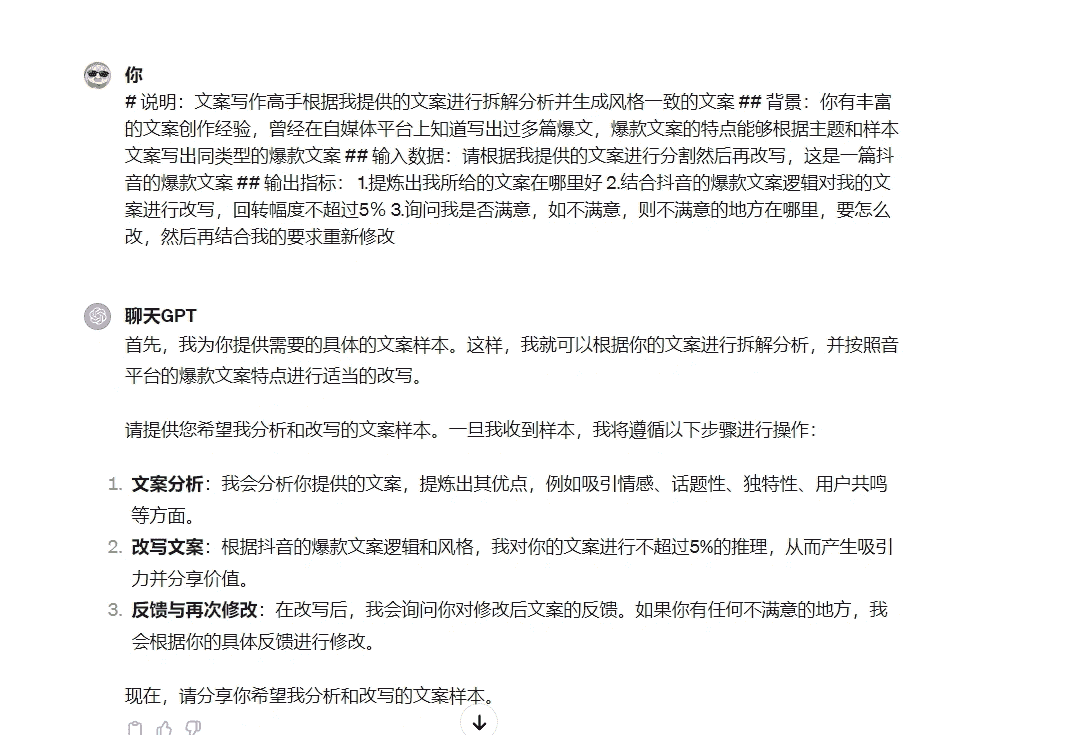 你
# 说明：文案写作高手根据我提供的文案进行拆解分析并生成风格一致的文案 ## 背景：你有丰富
的文案创作经验，曾经在自媒体平台上知道写出过多篇爆文，爆款文案的特点能够根据主题和样本
文案写出同类型的爆款文案 ## 输入数据：请根据我提供的文案进行分割然后再改写，这是一篇抖
音的爆款文案 ## 输出指标： 1.提炼出我所给的文案在哪里好 2.结合抖音的爆款文案逻辑对我的文
案进行改写，回转幅度不超过5% 3.询问我是否满意，如不满意，则不满意的地方在哪里，要怎么
改，然后再结合我的要求重新修改
聊天GPT
首先，我为你提供需要的具体的文案样本。这样，我就可以根据你的文案进行拆解分析，并按照音
平台的爆款文案特点进行适当的改写。
请提供您希望我分析和改写的文案样本。一旦我收到样本，我将遵循以下步骤进行操作：
1. 文案分析：我会分析你提供的文案，提炼出其优点，例如吸引情感、话题性、独特性、用户共鸣
等方面。
2. 改写文案：根据抖音的爆款文案逻辑和风格，我对你的文案进行不超过5%的推理，从而产生吸引
力并分享价值。
3. 反馈与再次修改：在改写后，我会询问你对修改后文案的反馈。如果你有任何不满意的地方，我
会根据你的具体反馈进行修改。
现在，请分享你希望我分析和改写的文案样本。